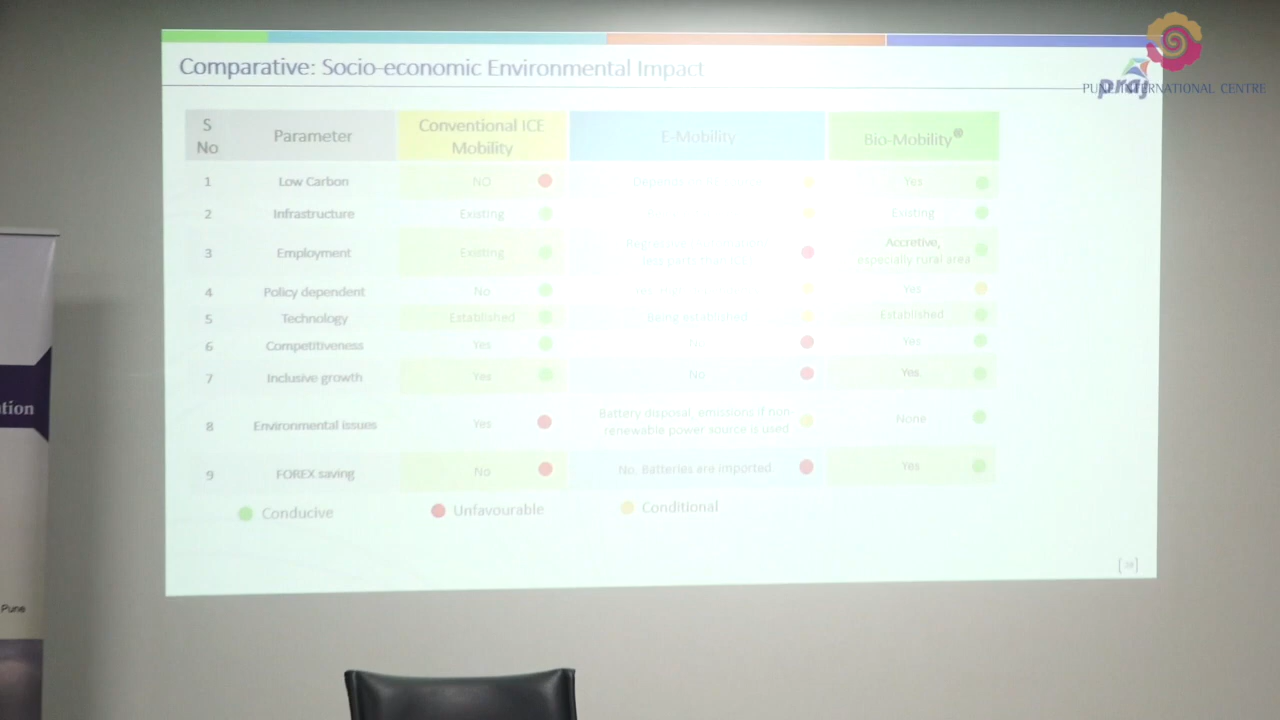 Comparative: Socio-economic Environmental Impact
praj
PUNE INTERNATIONAL CENTRE
S No
Parameter
Conventional ICE Mobility
E-Mobility
Bio-Mobility®
1 Low Carbon NO Yes
2 Infrastructure Existing Existing
3 Employment Existing Accretive, especially rural area
4 Policy dependent No Yes
5 Technology Established Being established Established
6 Competitiveness Yes No Yes
7 Inclusive growth Yes No Yes
8 Environmental issues Yes Battery disposal, emissions if non-renewable power source is used None
9 FOREX saving No No. Batteries are imported Yes
Conducive
Unfavourable
Conditional
tion
Pune